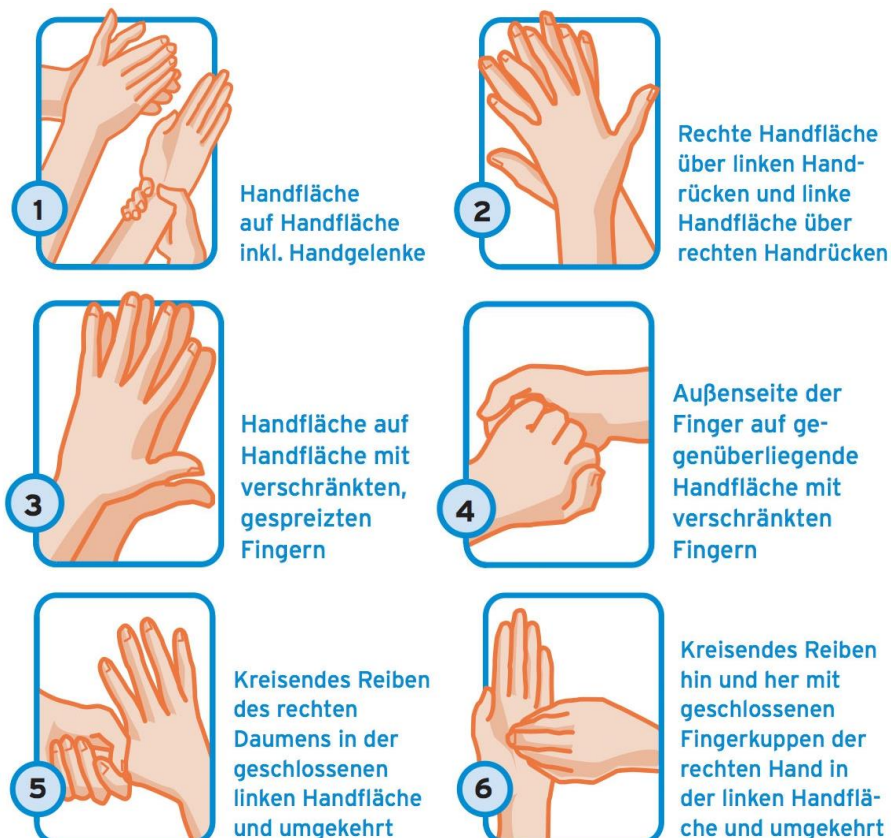 1
Handfläche
auf Handfläche
inkl. Handgelenke
2
Rechte Handfläche
über linken Hand-
rücken und linke
Handfläche über
rechten Handrücken
3
Handfläche auf
Handfläche mit
verschränkten,
gespreizten
Fingern
4
Außenseite der
Finger auf ge-
genüberliegende
Handfläche mit
verschränkten
Fingern
5
Kreisendes Reiben
des rechten
Daumens in der
geschlossenen
linken Handfläche
und umgekehrt
6
Kreisendes Reiben
hin und her mit
geschlossenen
Fingerkuppen der
rechten Hand in
der linken Handflä-
che und umgekehrt